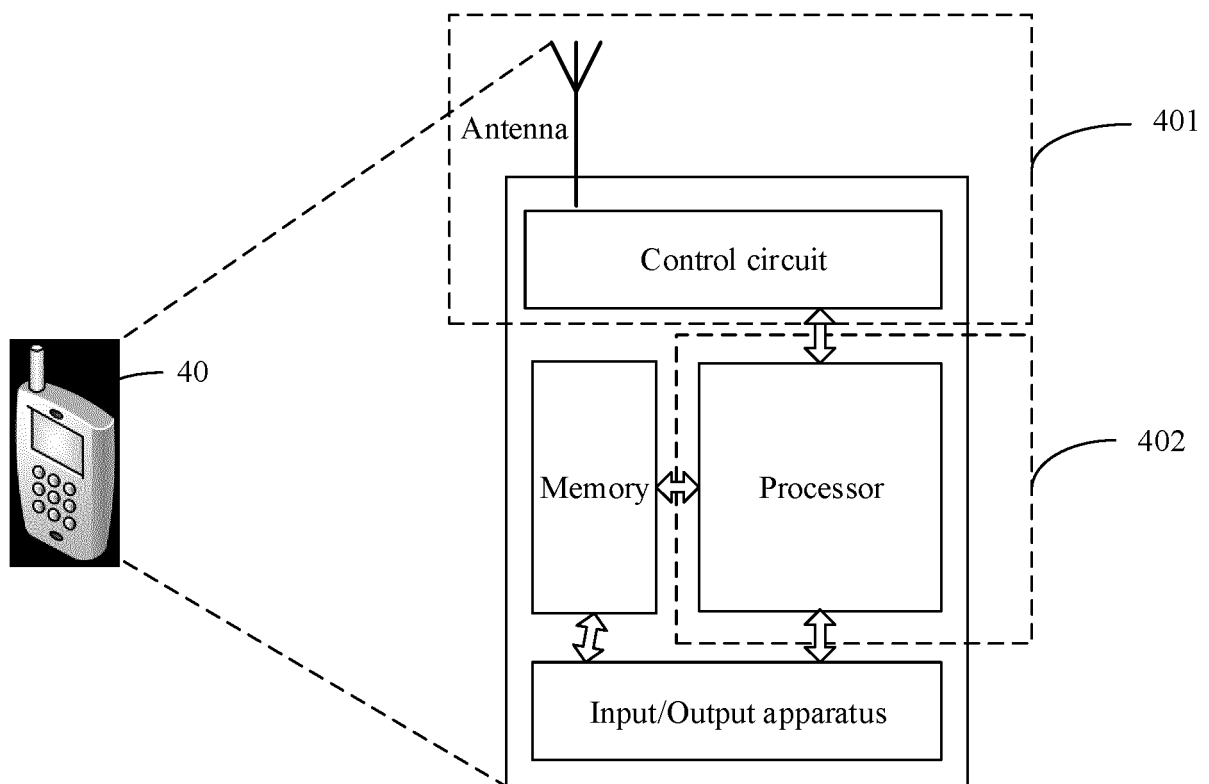 Antenna
401
Control circuit
40
402
Memory
Processor
Input/Output apparatus